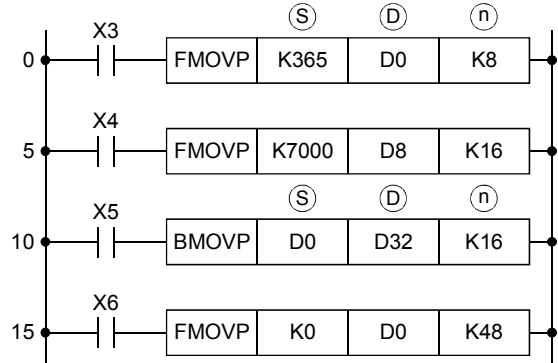 S D n
X3
0 FMOVP K365 D0 K8
X4
5 FMOVP K7000 D8 K16
S D n
X5
10 BMOVP D0 D32 K16
X6
15 FMOVP K0 D0 K48